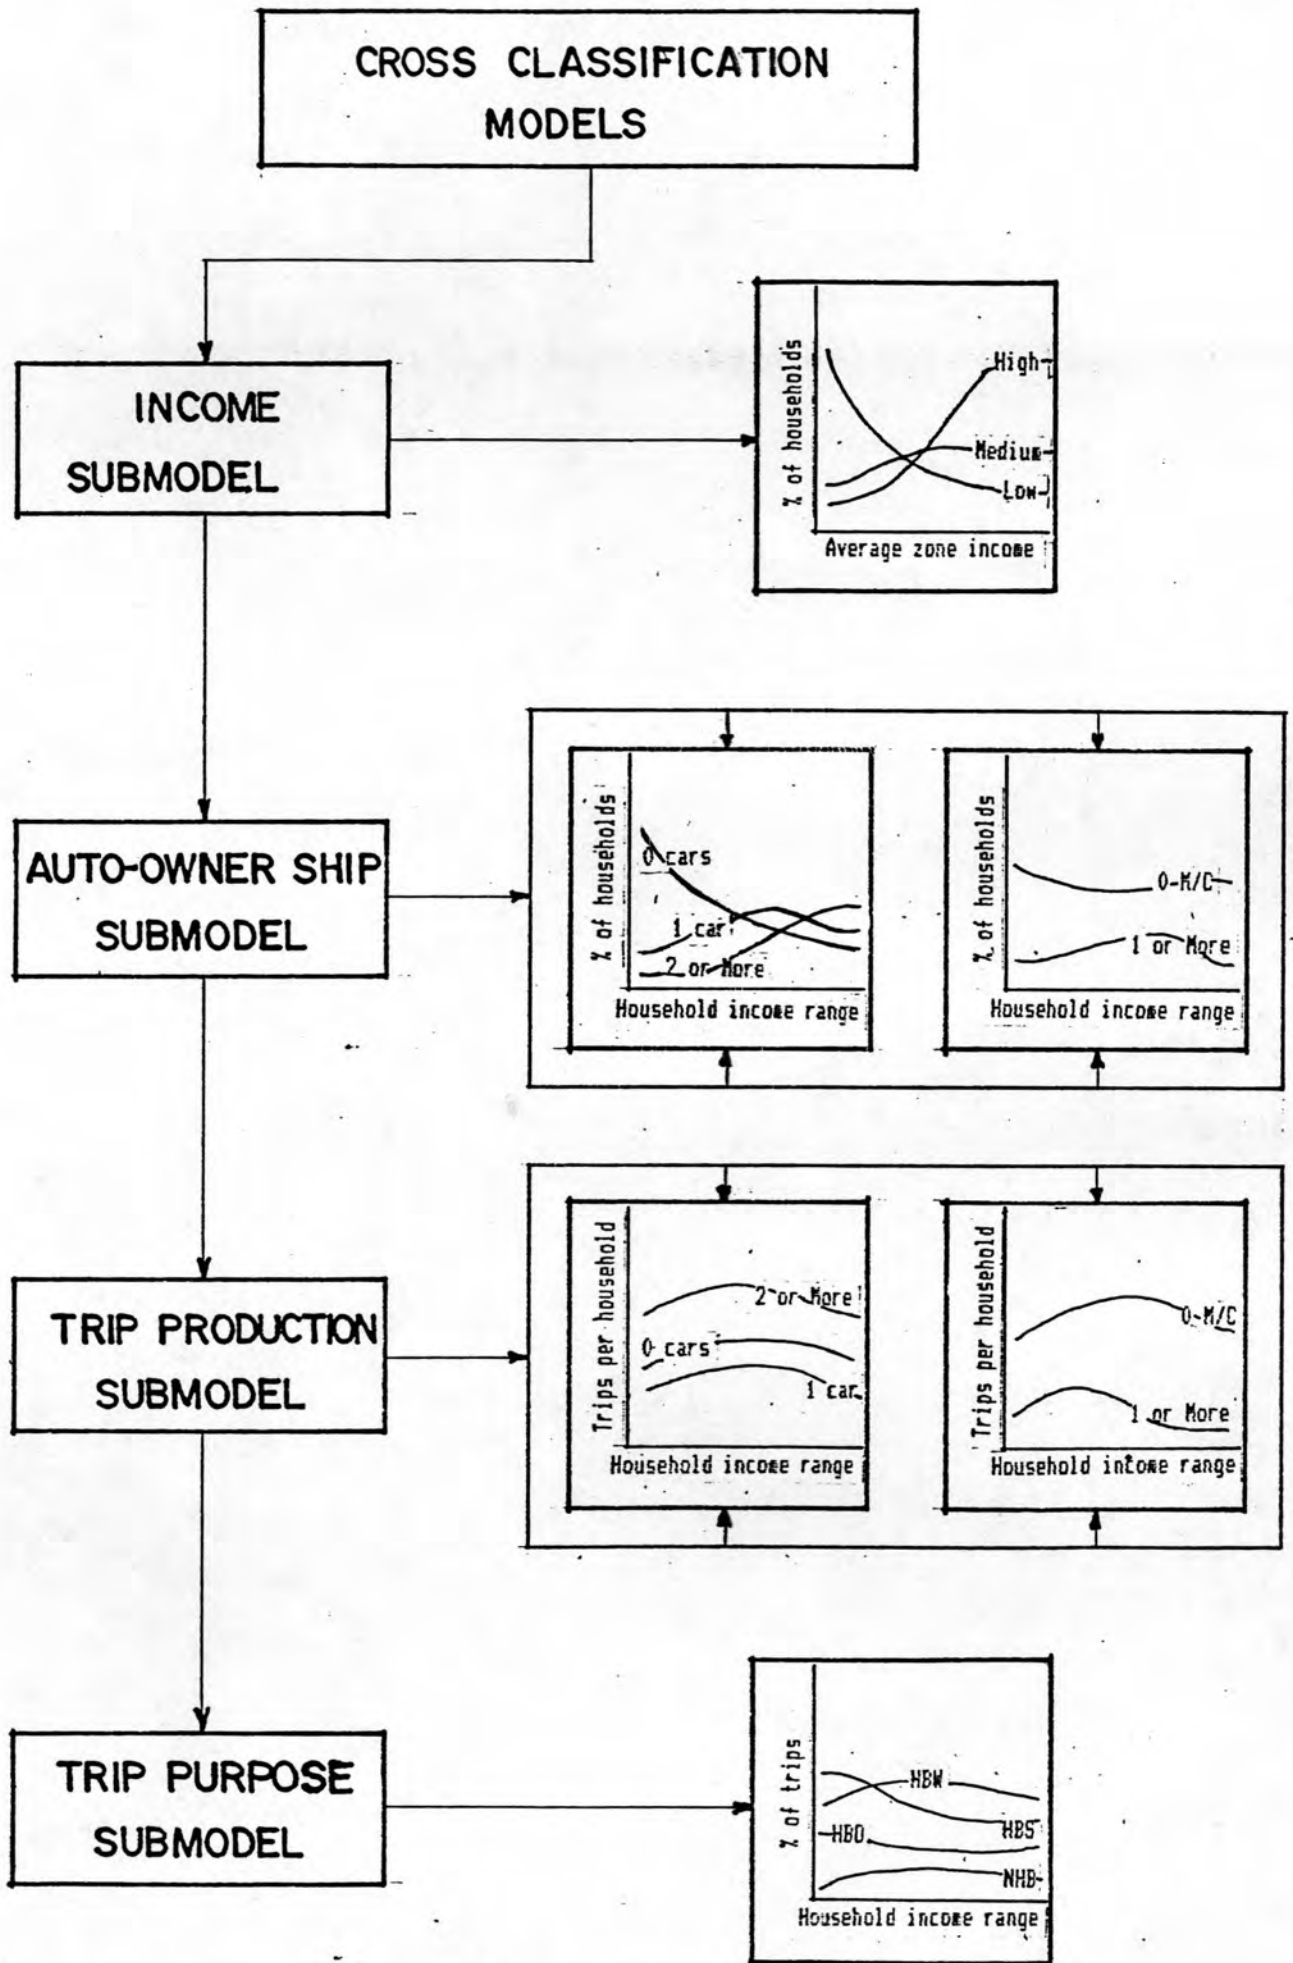 CROSS CLASSIFICATION
MODELS
INCOME
SUBMODEL
% of households
High
Medium
Low
Average zone income
AUTO-OWNER SHIP
SUBMODEL
% of households
0 cars
1 car
2 or More
Household income range
% of households
0-M/C
1 or More
Household income range
TRIP PRODUCTION
SUBMODEL
Trips per household
2 or More
0 cars
1 car
Household income range
Trips per household
0-M/C
1 or More
Household income range
TRIP PURPOSE
SUBMODEL
% of trips
HBW
HBS
HBO
NHB
Household income range